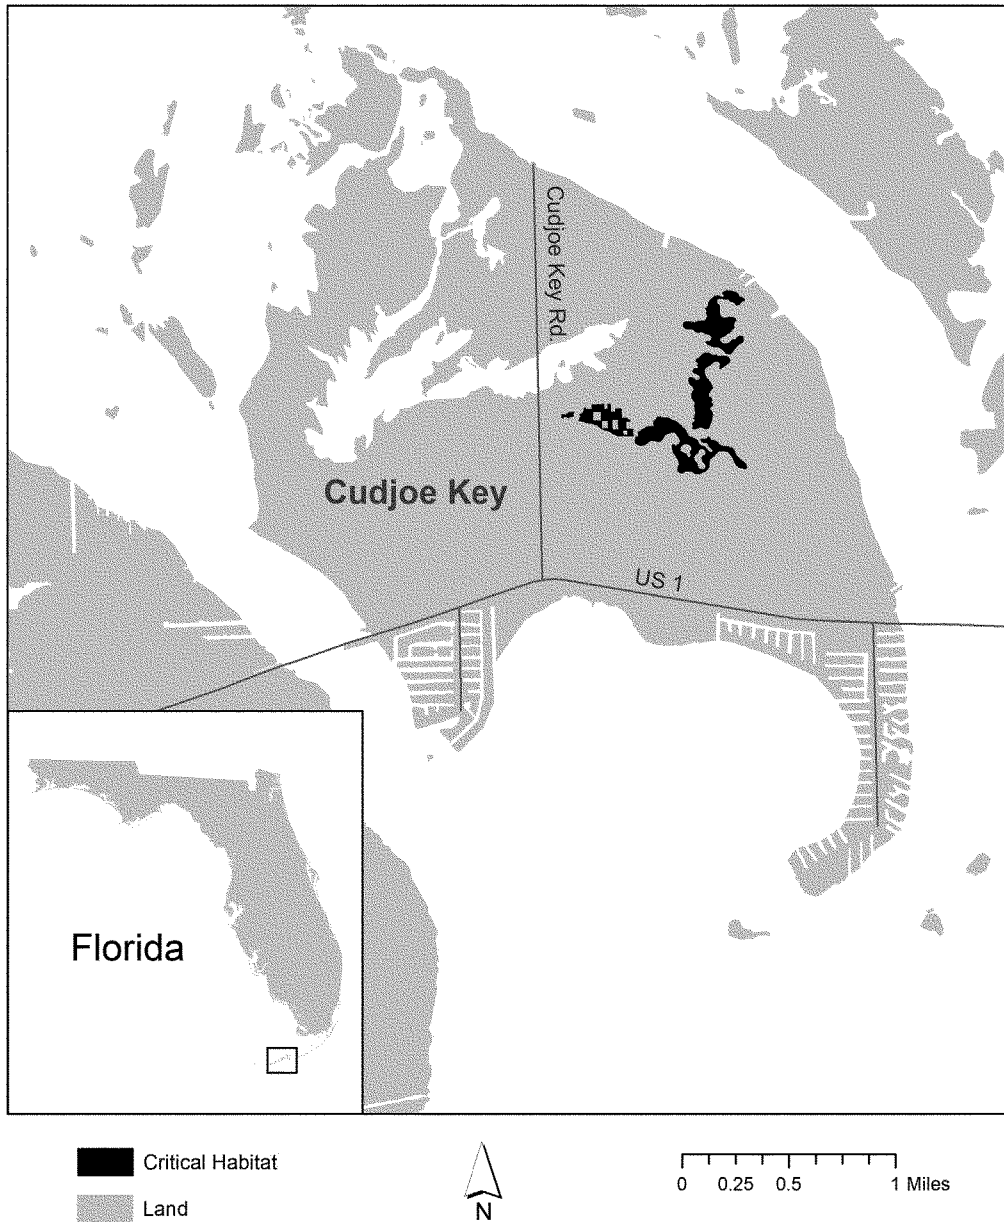 Cudjoe Key Rd.
Cudjoe Key
US 1
Florida
Critical Habitat
Land
N
0 0.25 0.5 1 Miles